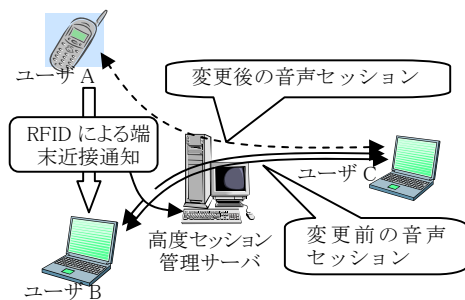 ユーザ A
変更後の音声セッション
RFID による端
末近接通知
ユーザ C
高度セッション
管理サーバ
変更前の音声
セッション
ユーザ B